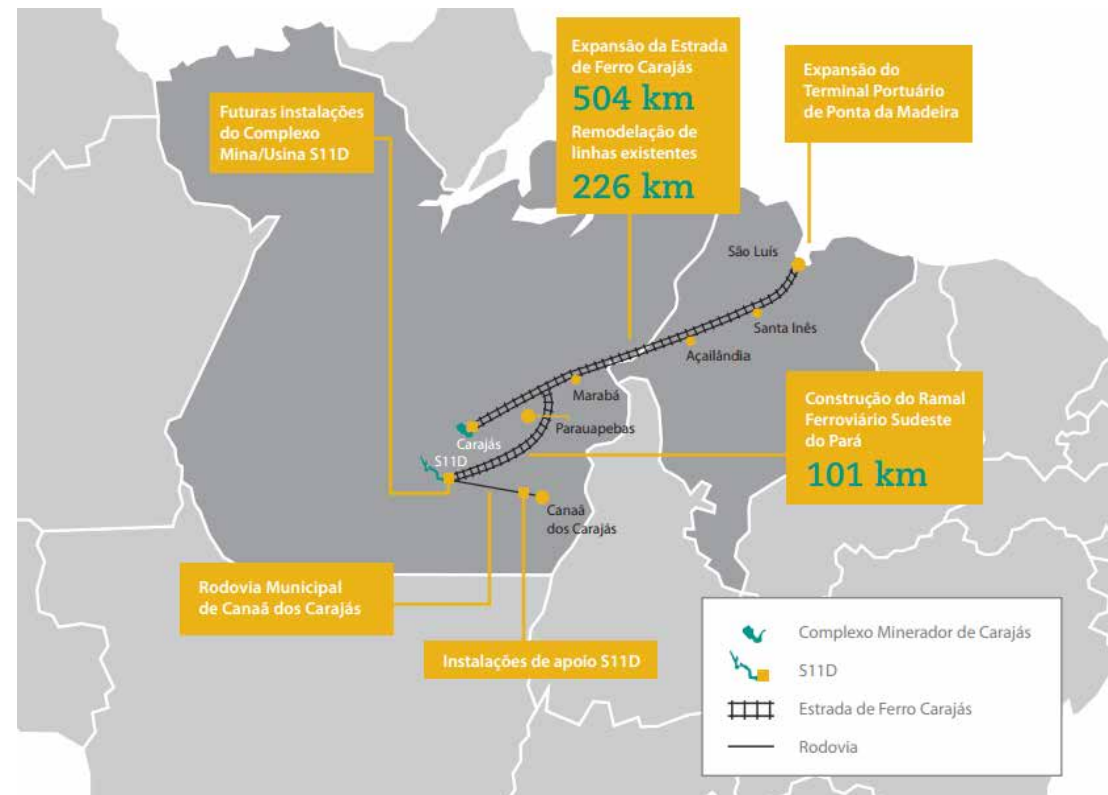 Expansão da Estrada
de Ferro Carajás
504 km
Remodelação de
linhas existentes
226 km
Expansão do
Terminal Portuário
de Ponta da Madeira
Futuras instalações
do Complexo
Mina/Usina S11D
São Luís
Santa Inês
Açailândia
Marabá
Parauapebas
Carajás
S11D
Canaã
dos Carajás
Construção do Ramal
Ferroviário Sudeste
do Pará
101 km
Rodovia Municipal
de Canaã dos Carajás
Instalações de apoio S11D
Complexo Minerador de Carajás
S11D
Estrada de Ferro Carajás
Rodovia